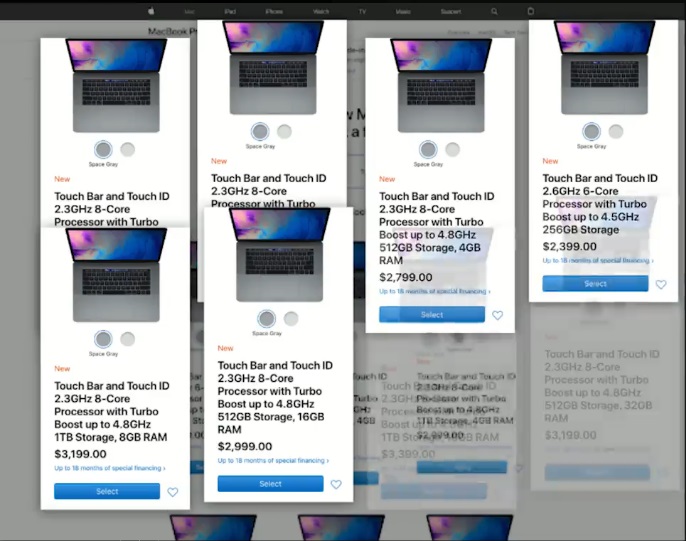 iPad iPhone Watch TV Music Support
MacBook Pr
Space Gray
New
Touch Bar and Touch ID
2.3GHz 8-Core
Processor with Turbo
Space Gray
New
Touch Bar and Touch ID
2.3GHz 8-Core
Processor with Turbo
Space Gray
New
Touch Bar and Touch ID
2.3GHz 8-Core
Processor with Turbo
Boost up to 4.8GHz
512GB Storage, 4GB
RAM
$2,799.00
Up to 18 months of special financing ›
Select
Space Gray
New
Touch Bar and Touch ID
2.6GHz 6-Core
Processor with Turbo
Boost up to 4.5GHz
256GB Storage
$2,399.00
Up to 18 months of special financing ›
Select
Space Gray
New
Touch Bar and Touch ID
2.3GHz 8-Core
Processor with Turbo
Boost up to 4.8GHz
1TB Storage, 8GB RAM
$3,199.00
Up to 18 months of special financing ›
Select
Space Gray
New
Touch Bar and Touch ID
2.3GHz 8-Core
Processor with Turbo
Boost up to 4.8GHz
512GB Storage, 16GB
RAM
$2,999.00
Up to 18 months of special financing ›
Select
$3,399.00
Touch Bar and Touch ID
2.3GHz 8-Core
Processor with Turbo
Boost up to 4.8GHz
512GB Storage, 32GB
RAM
$3,199.00